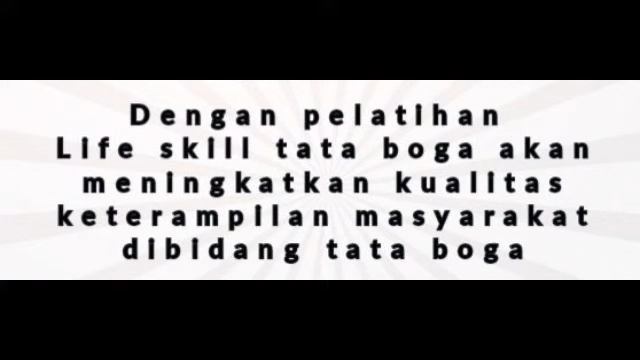 Dengan pelatihan
Life skill tata boga akan
meningkatkan kualitas
keterampilan masyarakat
dibidang tata boga